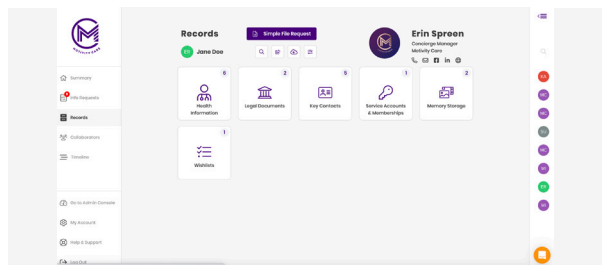 Records
Simple File Request
Erin Spreen
Concierge Manager
Motivity Care
Jane Doe
MOTIVITY CARE
Summary
Info Requests
Records
Collaborators
Timeline
Go to Admin Console
My Account
Help & Support
Log Out
6
Health
Information
2
Legal Documents
5
Key Contacts
1
Service Accounts
& Memberships
2
Memory Storage
1
Wishlists